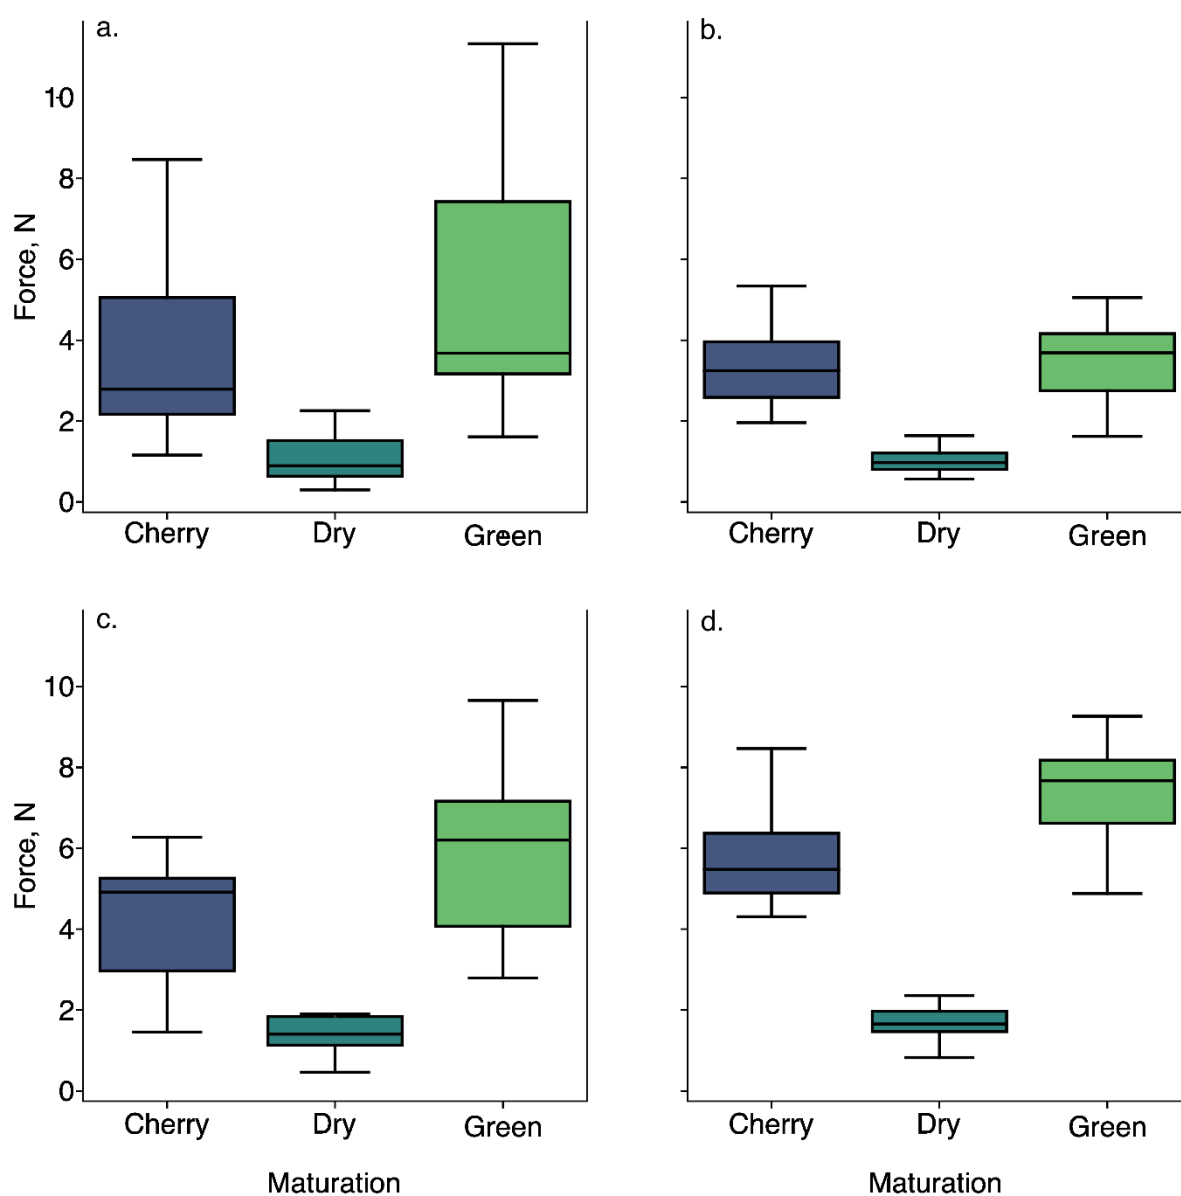 a.
b.
10
8
6
4
2
0
Force, N
Cherry Dry Green
Cherry Dry Green
c.
d.
10
8
6
4
2
0
Force, N
Cherry Dry Green
Cherry Dry Green
Maturation
Maturation